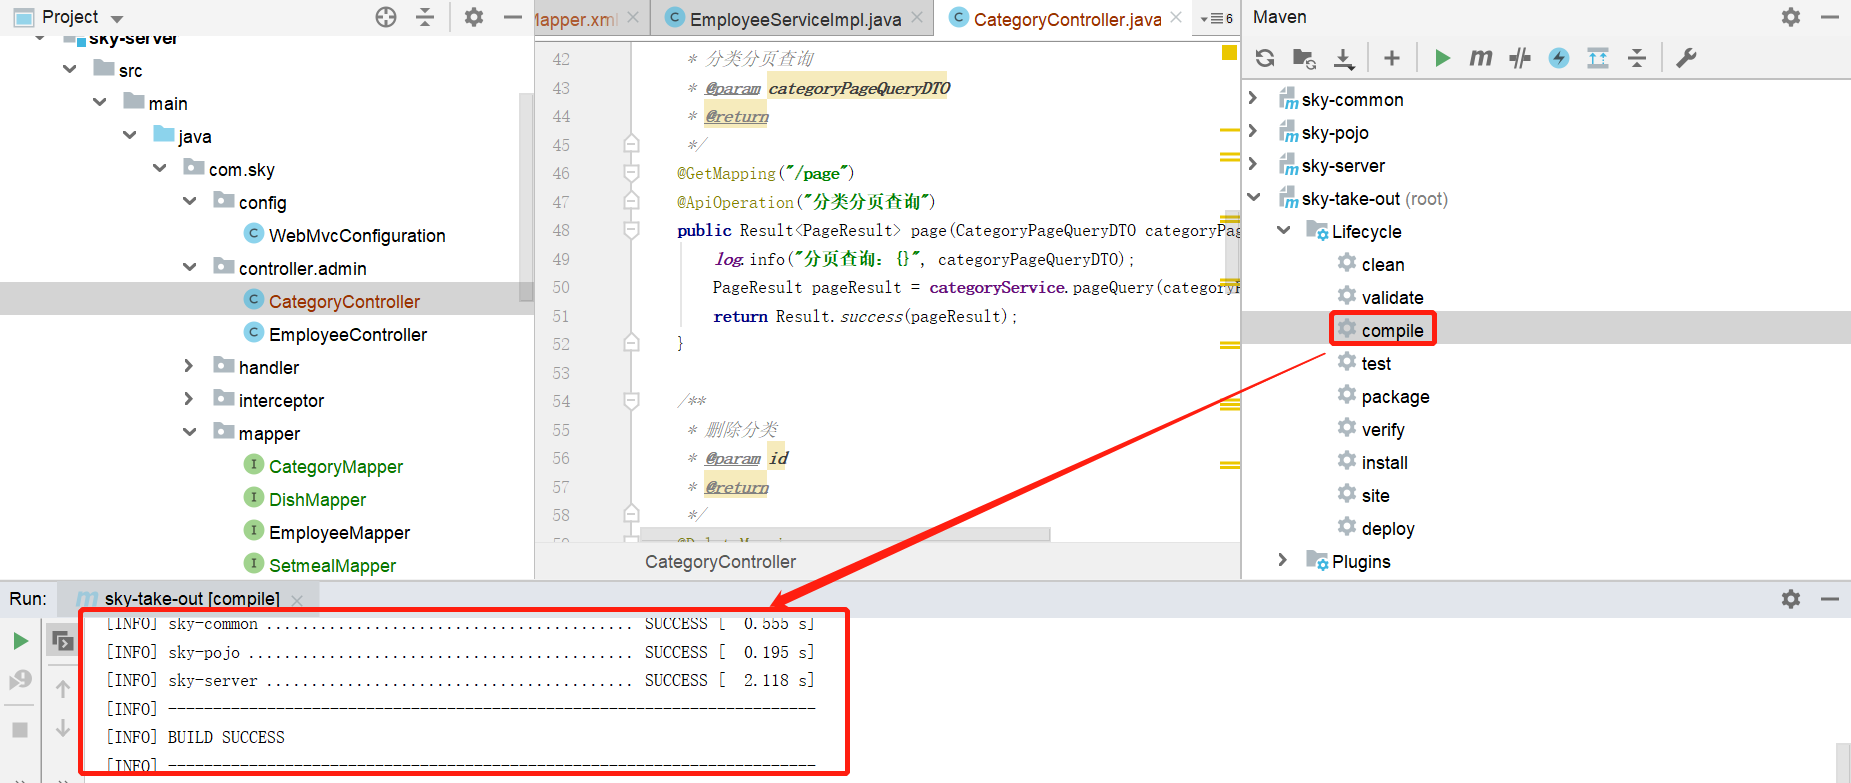 Project
sky-server
src
main
java
com.sky
config
WebMvcConfiguration
controller.admin
CategoryController
EmployeeController
handler
interceptor
mapper
CategoryMapper
DishMapper
EmployeeMapper
SetmealMapper
Mapper.xml
EmployeeServiceImpl.java
CategoryController.java
6
42 * 分类分页查询
43 * @param categoryPageQueryDTO
44 * @return
45 */
46 @GetMapping("/page")
47 @ApiOperation("分类分页查询")
48 public Result<PageResult> page(CategoryPageQueryDTO categoryPag
49 log.info("分页查询: {}", categoryPageQueryDTO);
50 PageResult pageResult = categoryService.pageQuery(category
51 return Result.success(pageResult);
52 }
53
54 /**
55 * 删除分类
56 * @param id
57 * @return
58 */
CategoryController
Maven
m
sky-common
sky-pojo
sky-server
sky-take-out (root)
Lifecycle
clean
validate
compile
test
package
verify
install
site
deploy
Plugins
Run:
sky-take-out [compile]
[INFO] sky-common ......................................... SUCCESS [ 0.555 s]
[INFO] sky-pojo ........................................... SUCCESS [ 0.195 s]
[INFO] sky-server ......................................... SUCCESS [ 2.118 s]
[INFO] ------------------------------------------------------------------------
[INFO] BUILD SUCCESS
[INFO] ------------------------------------------------------------------------